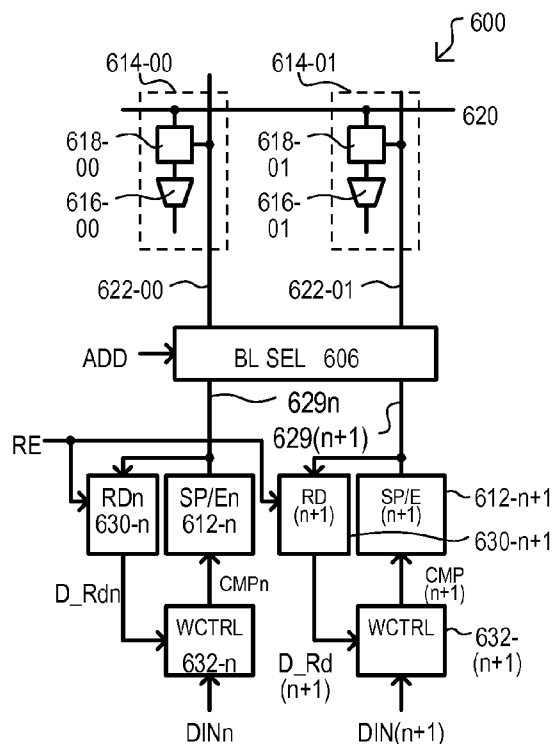 600
614-00
614-01
620
618-
00
618-
01
616-
00
616-
01
622-00
622-01
ADD
BL SEL 606
629n
629(n+1)
RE
RDn
630-n
SP/En
612-n
RD
(n+1)
SP/E
(n+1)
612-n+1
630-n+1
D_Rdn
CMPn
CMP
(n+1)
WCTRL
632-n
D_Rd
(n+1)
WCTRL
632-
(n+1)
DINn
DIN(n+1)